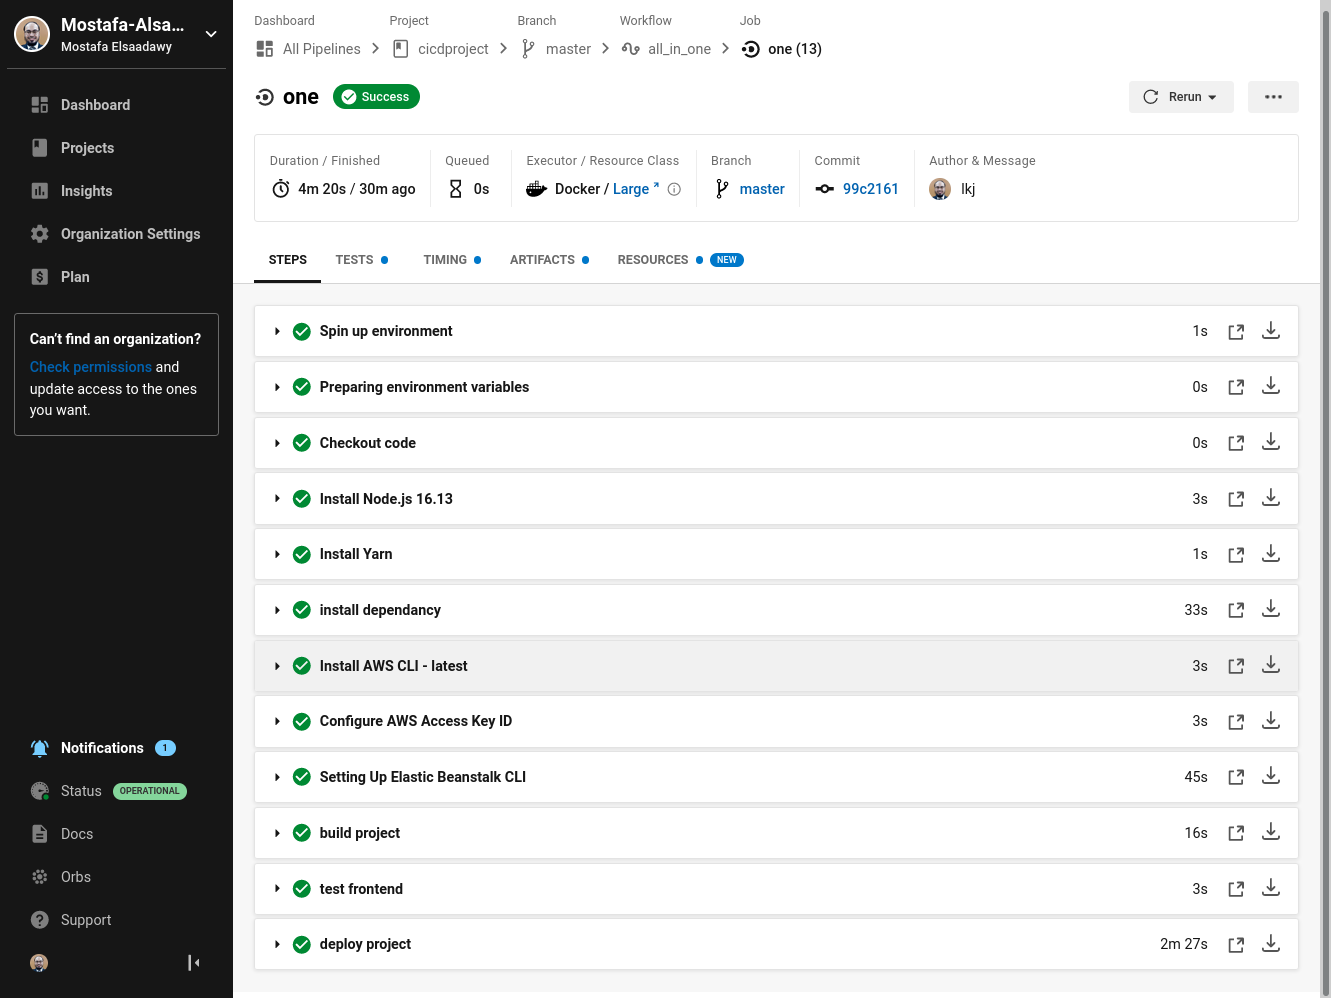 Mostafa-Alsa...
Mostafa Elsaadawy
Dashboard
Projects
Insights
Organization Settings
Plan
Can't find an organization?
Check permissions and
update access to the ones
you want.
Notifications 1
Status OPERATIONAL
Docs
Orbs
Support
Dashboard Project Branch Workflow Job
All Pipelines cicdproject master all_in_one one (13)
one Success Rerun
Duration / Finished Queued Executor / Resource Class Branch Commit Author & Message
4m 20s / 30m ago 0s Docker / Large master 99c2161 lkj
STEPS TESTS TIMING ARTIFACTS RESOURCES NEW
Spin up environment 1s
Preparing environment variables 0s
Checkout code 0s
Install Node.js 16.13 3s
Install Yarn 1s
install dependancy 33s
Install AWS CLI - latest 3s
Configure AWS Access Key ID 3s
Setting Up Elastic Beanstalk CLI 45s
build project 16s
test frontend 3s
deploy project 2m 27s